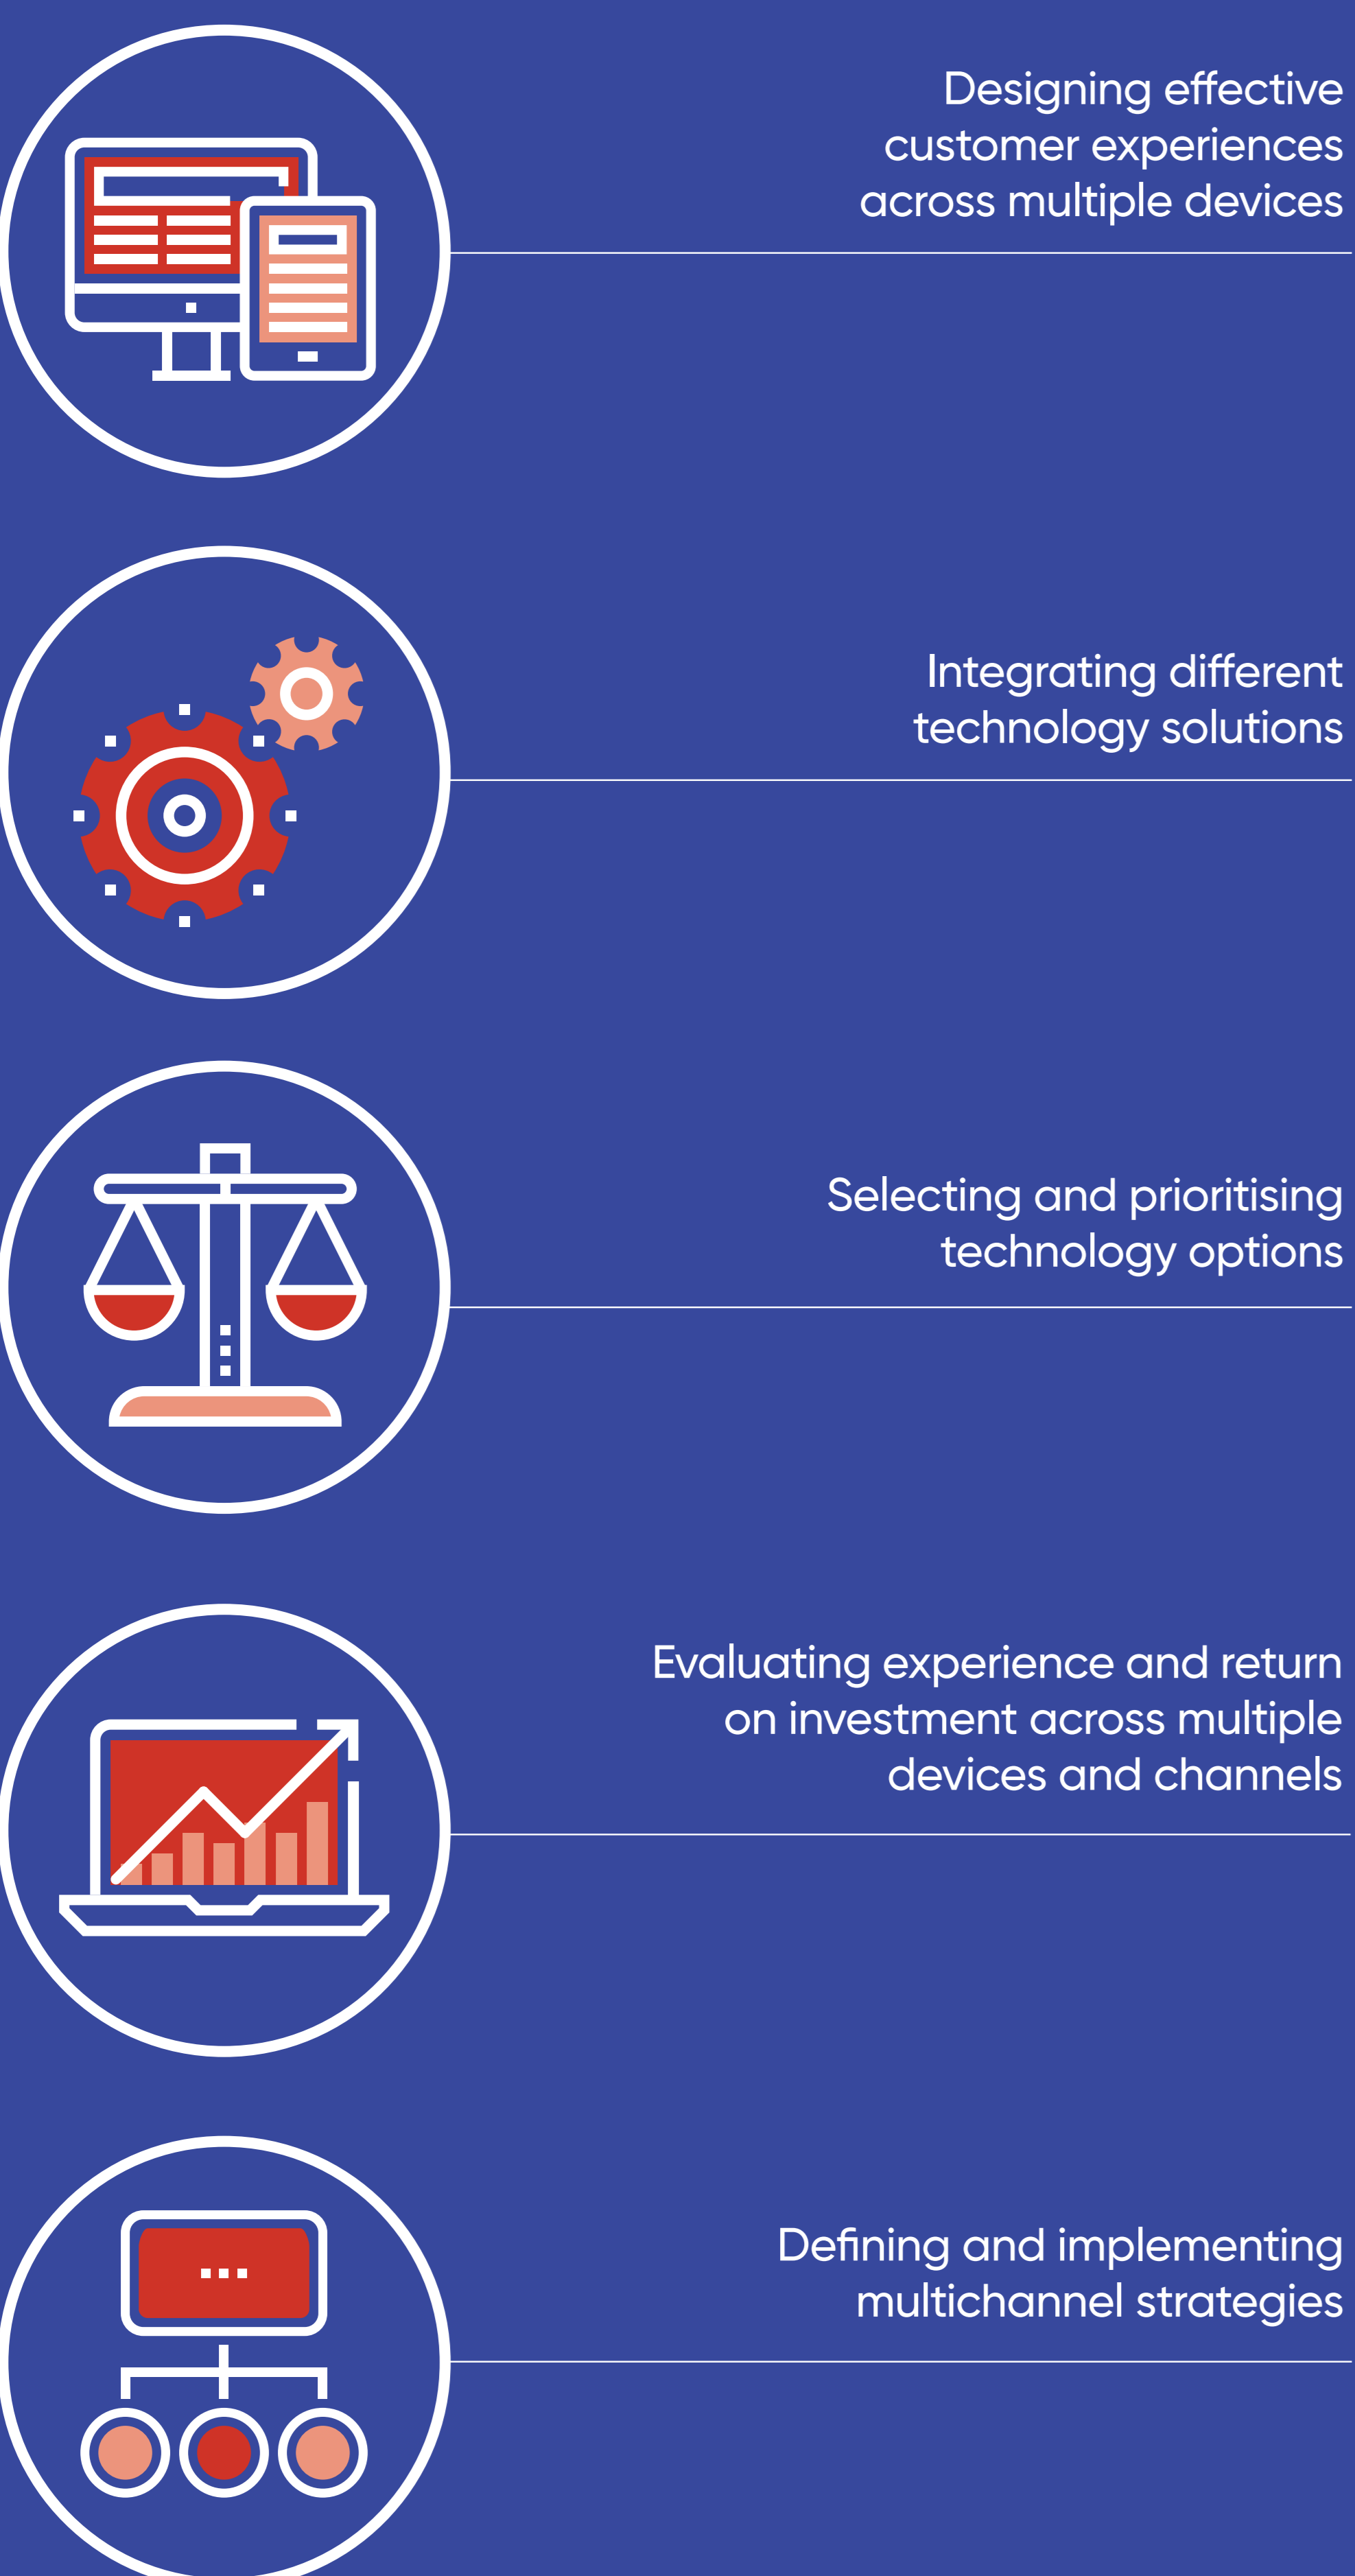 Designing effective
customer experiences
across multiple devices
Integrating different
technology solutions
Selecting and prioritising
technology options
Evaluating experience and return
on investment across multiple
devices and channels
Defining and implementing
multichannel strategies